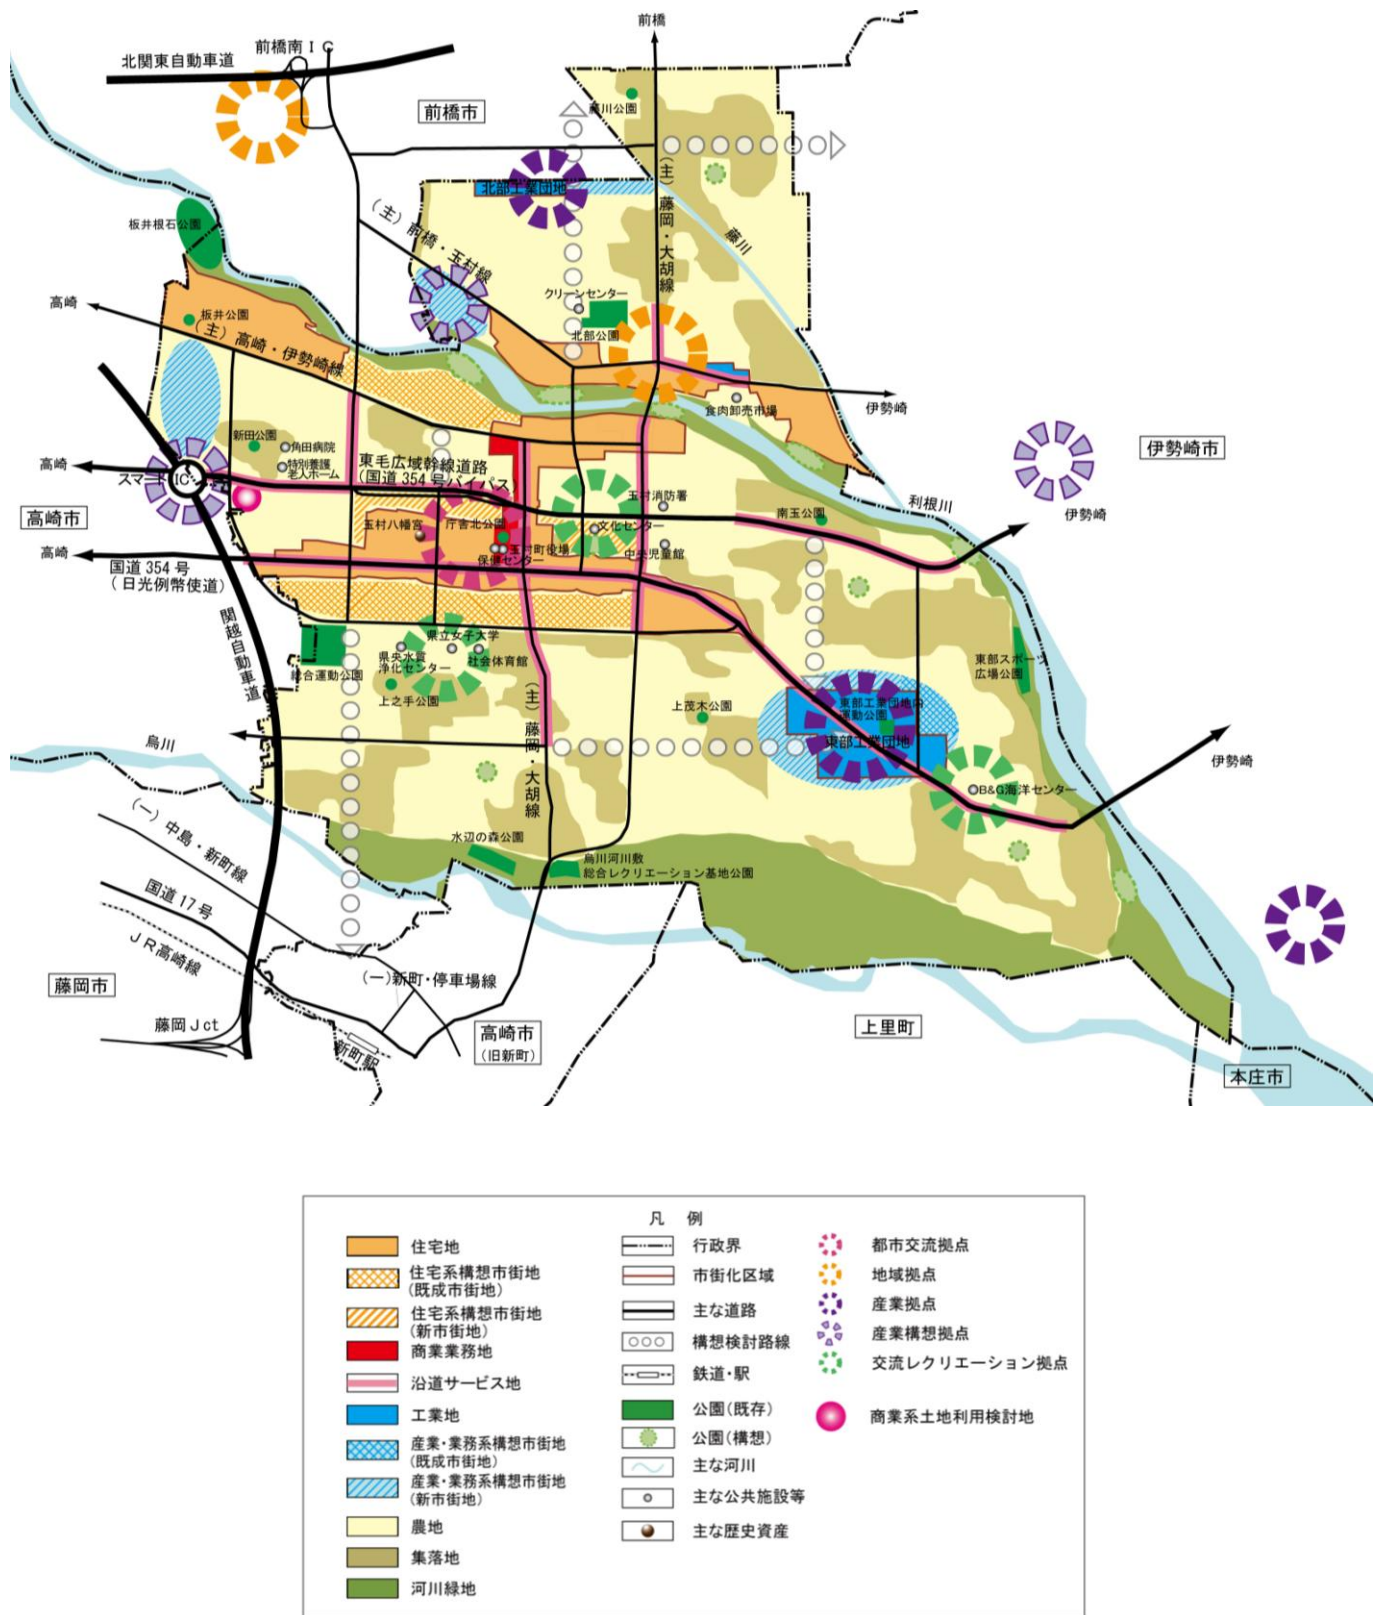 前橋
前橋南ＩＣ
北関東自動車道
前橋市
藤川公園
(主)藤岡・大胡線
北部工業団地
板井根石公園
(主)前橋・玉村線
藤川
高崎
クリーンセンター
板井公園
北部公園
(主)高崎・伊勢崎線
食肉卸売市場
伊勢崎
新田公園
角田病院
伊勢崎市
特別養護
老人ホーム
東毛広域幹線道路
(国道354号バイパス)
高崎
スマートIC
玉村消防署
利根川
南玉公園
伊勢崎
高崎市
玉村八幡宮
庁舎北公園
文化センター
高崎
玉村町役場
保健センター
中央児童館
国道354号
(日光例幣使道)
関越自動車道
県立女子大学
県央水質
浄化センター
社会体育館
総合運動公園
東部スポーツ
広場公園
上之手公園
(主)藤岡・大胡線
上茂木公園
東部工業団地内
運動公園
東部工業団地
烏川
伊勢崎
B&G海洋センター
(一)中島・新町線
水辺の森公園
烏川河川敷
総合レクリエーション基地公園
国道17号
ＪＲ高崎線
藤岡市
(一)新町・停車場線
藤岡Ｊct
新町駅
高崎市
(旧新町)
上里町
本庄市
凡　例
住宅地
住宅系構想市街地
(既成市街地)
住宅系構想市街地
(新市街地)
商業業務地
沿道サービス地
工業地
産業・業務系構想市街地
(既成市街地)
産業・業務系構想市街地
(新市街地)
農地
集落地
河川緑地
行政界
市街化区域
主な道路
構想検討路線
鉄道・駅
公園(既存)
公園(構想)
主な河川
主な公共施設等
主な歴史資産
都市交流拠点
地域拠点
産業拠点
産業構想拠点
交流レクリエーション拠点
商業系土地利用検討地